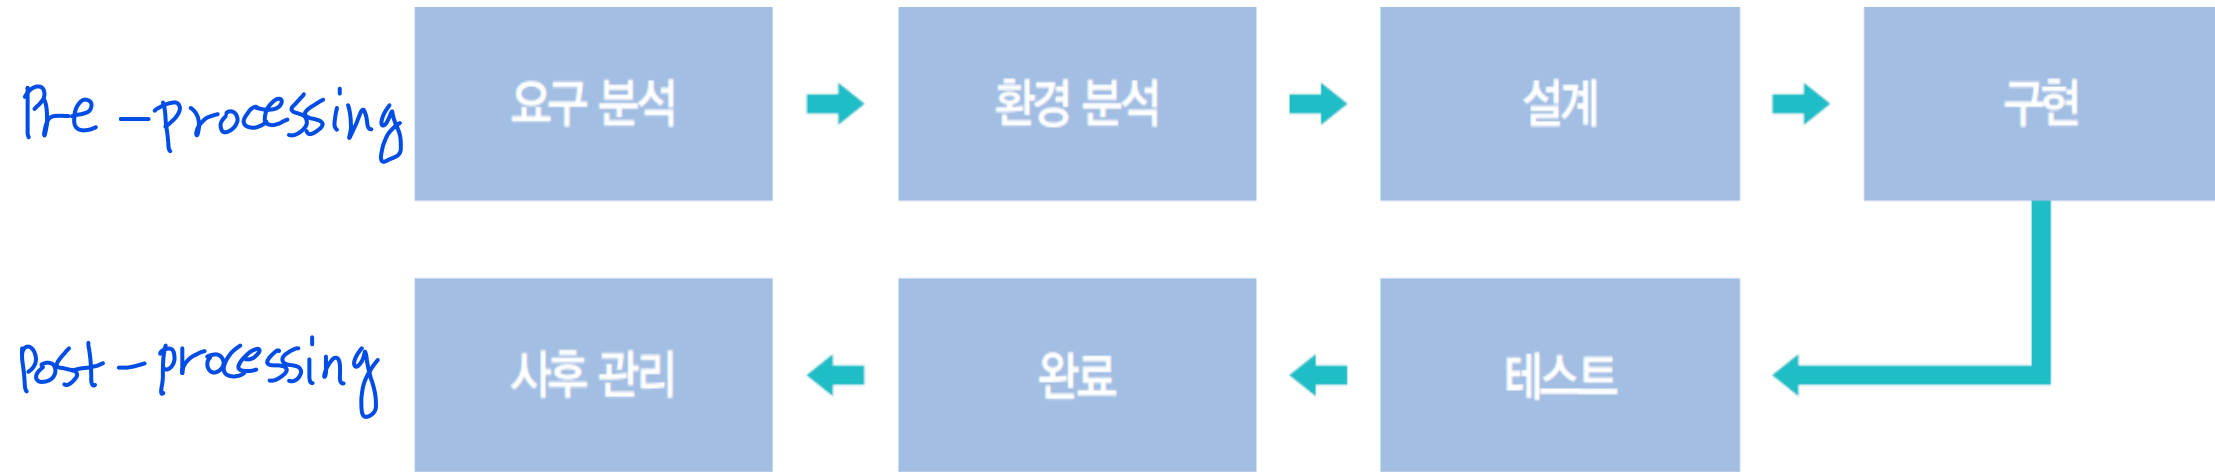 Pre-processing 요구 분석 환경 분석 설계 구현
Post-processing 사후 관리 완료 테스트